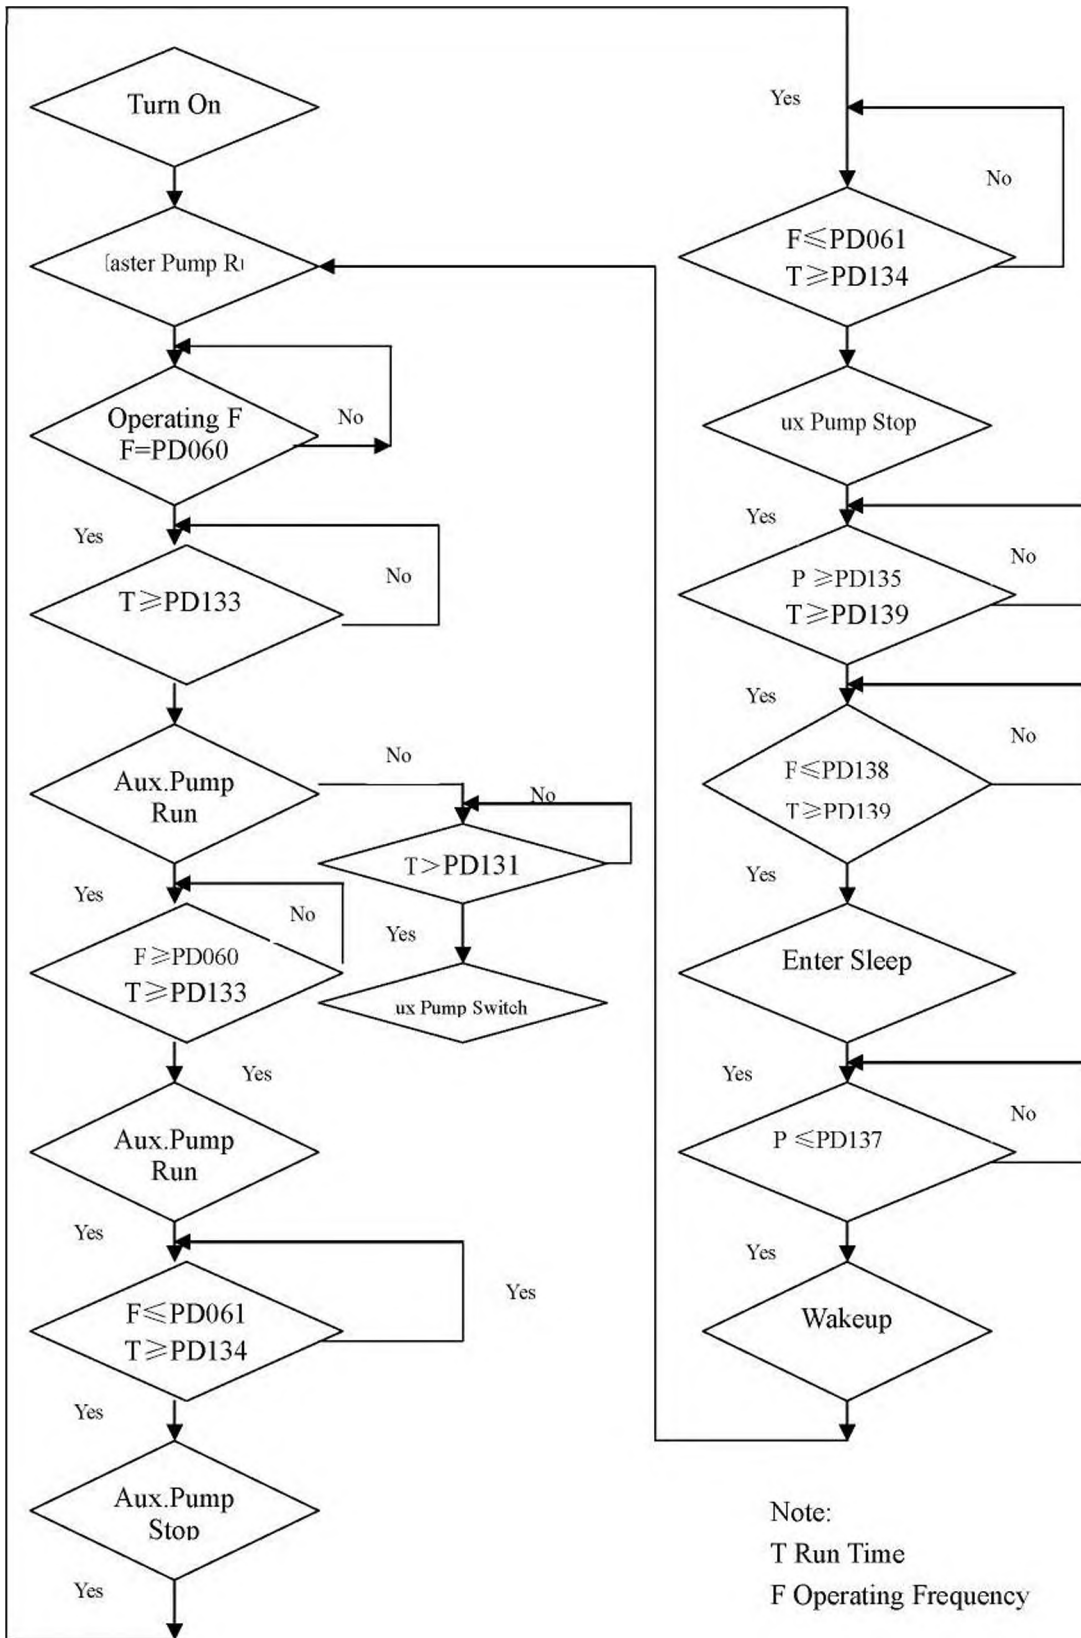 Turn On
aster Pump R
Operating F
F=PD060
No
Yes
T≥PD133
No
Aux.Pump
Run
No
Yes
No
T>PD131
No
F≥PD060
T≥PD133
Yes
ux Pump Switch
Yes
Aux.Pump
Run
Yes
F≤PD061
T≥PD134
Yes
Yes
Aux.Pump
Stop
Yes
Yes
No
F≤PD061
T≥PD134
ux Pump Stop
Yes
No
P ≥PD135
T≥PD139
Yes
No
F≤PD138
T≥PD139
Yes
Enter Sleep
Yes
No
P ≤PD137
Yes
Wakeup
Note:
T Run Time
F Operating Frequency